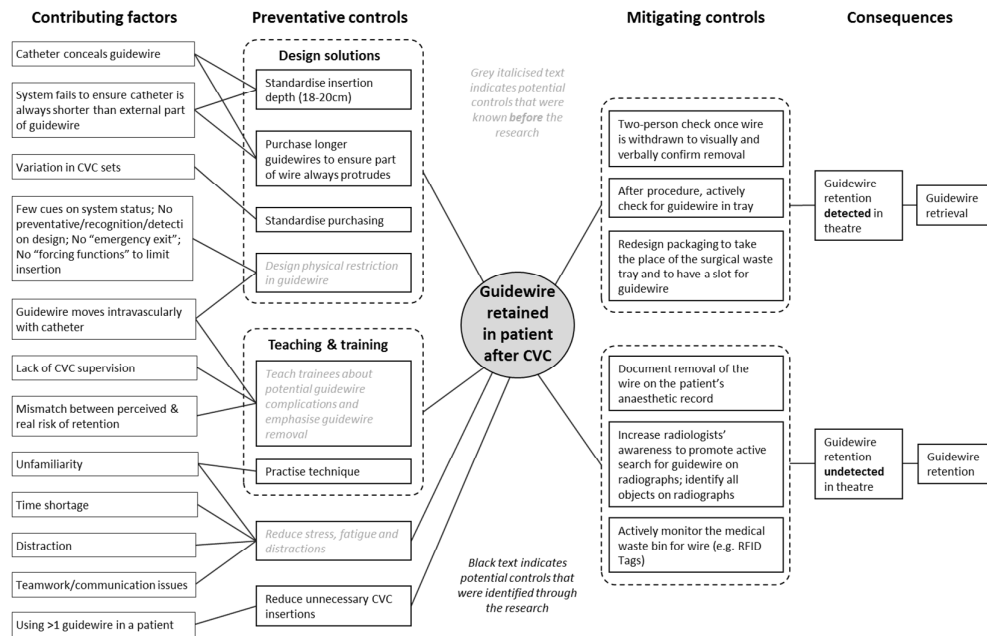 Contributing factors
Preventative controls
Mitigating controls
Consequences
Catheter conceals guidewire
System fails to ensure catheter is
always shorter than external part
of guidewire
Variation in CVC sets
Few cues on system status; No
preventative/recognition/detecti
on design; No “emergency exit”;
No “forcing functions” to limit
insertion
Guidewire moves intravascularly
with catheter
Lack of CVC supervision
Mismatch between perceived &
real risk of retention
Unfamiliarity
Time shortage
Distraction
Teamwork/communication issues
Using >1 guidewire in a patient
Design solutions
Standardise insertion
depth (18-20cm)
Purchase longer
guidewires to ensure part
of wire always protrudes
Standardise purchasing
Design physical restriction
in guidewire
Teaching & training
Teach trainees about
potential guidewire
complications and
emphasise guidewire
removal
Practise technique
Reduce stress, fatigue and
distractions
Reduce unnecessary CVC
insertions
Grey italicised text
indicates potential
controls that were
known before the
research
Guidewire
retained
in patient
after CVC
Black text indicates
potential controls that
were identified through
the research
Two-person check once wire
is withdrawn to visually and
verbally confirm removal
After procedure, actively
check for guidewire in tray
Redesign packaging to take
the place of the surgical waste
tray and to have a slot for
guidewire
Document removal of the
wire on the patient’s
anaesthetic record
Increase radiologists’
awareness to promote active
search for guidewire on
radiographs; identify all
objects on radiographs
Actively monitor the medical
waste bin for wire (e.g. RFID
Tags)
Guidewire
retention
detected in
theatre
Guidewire
retrieval
Guidewire
retention
undetected
in theatre
Guidewire
retention